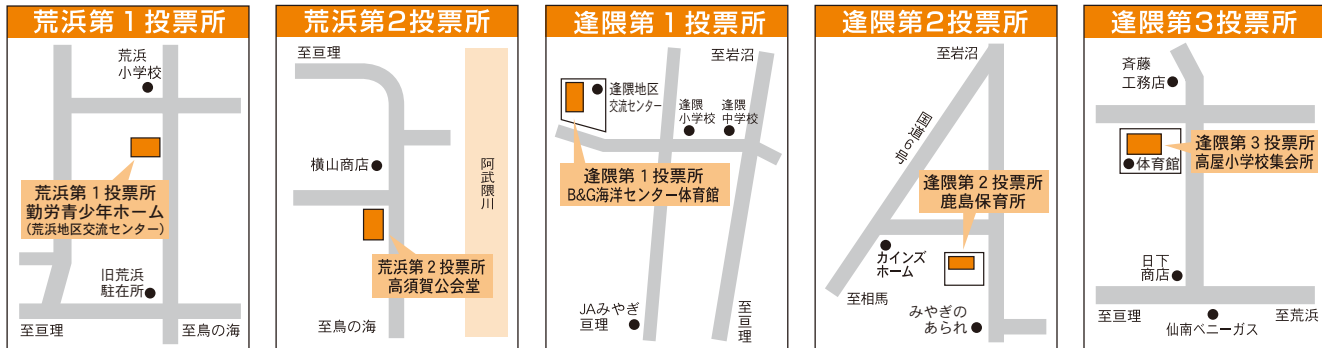 荒浜第1投票所
荒浜
小学校
荒浜第1投票所
勤労青少年ホーム
(荒浜地区交流センター)
旧荒浜
駐在所
至亘理
至鳥の海
荒浜第2投票所
至亘理
横山商店
阿武隈川
荒浜第2投票所
高須賀公会堂
至鳥の海
逢隈第1投票所
至岩沼
逢隈地区
交流センター
逢隈
小学校
逢隈
中学校
逢隈第1投票所
B&G海洋センター体育館
JAみやぎ
亘理
至亘理
逢隈第2投票所
至岩沼
国道6号
逢隈第2投票所
鹿島保育所
カインズ
ホーム
至相馬
みやぎの
あられ
逢隈第3投票所
斉藤
工務店
逢隈第3投票所
高屋小学校集会所
体育館
日下
商店
至亘理
至荒浜
仙南ベニーガス